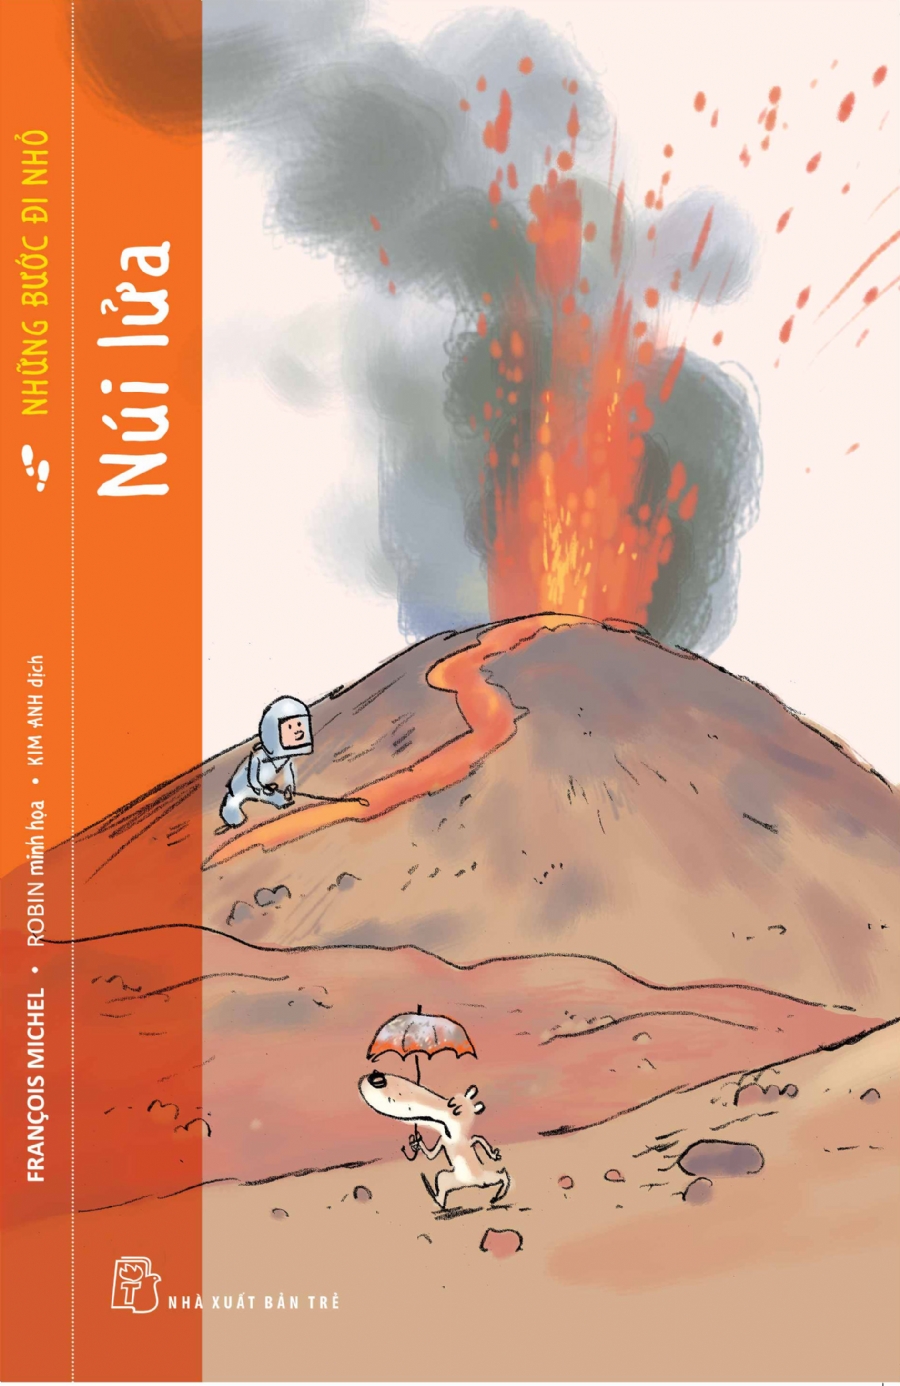 NHỮNG BƯỚC ĐI NHỎ
Núi lửa
FRANÇOIS MICHEL • ROBIN minh họa • KIM ANH dịch
NHÀ XUẤT BẢN TRẺ